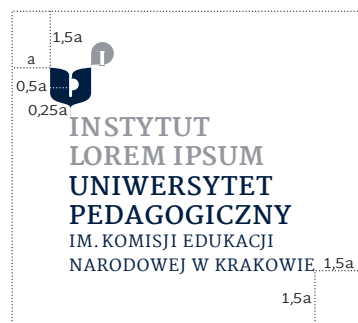 1,5a
I
a
0,5a
P
0,25a
INSTYTUT
LOREM IPSUM
UNIWERSYTET
PEDAGOGICZNY
IM. KOMISJI EDUKACJI
NARODOWEJ W KRAKOWIE
1,5a
1,5a